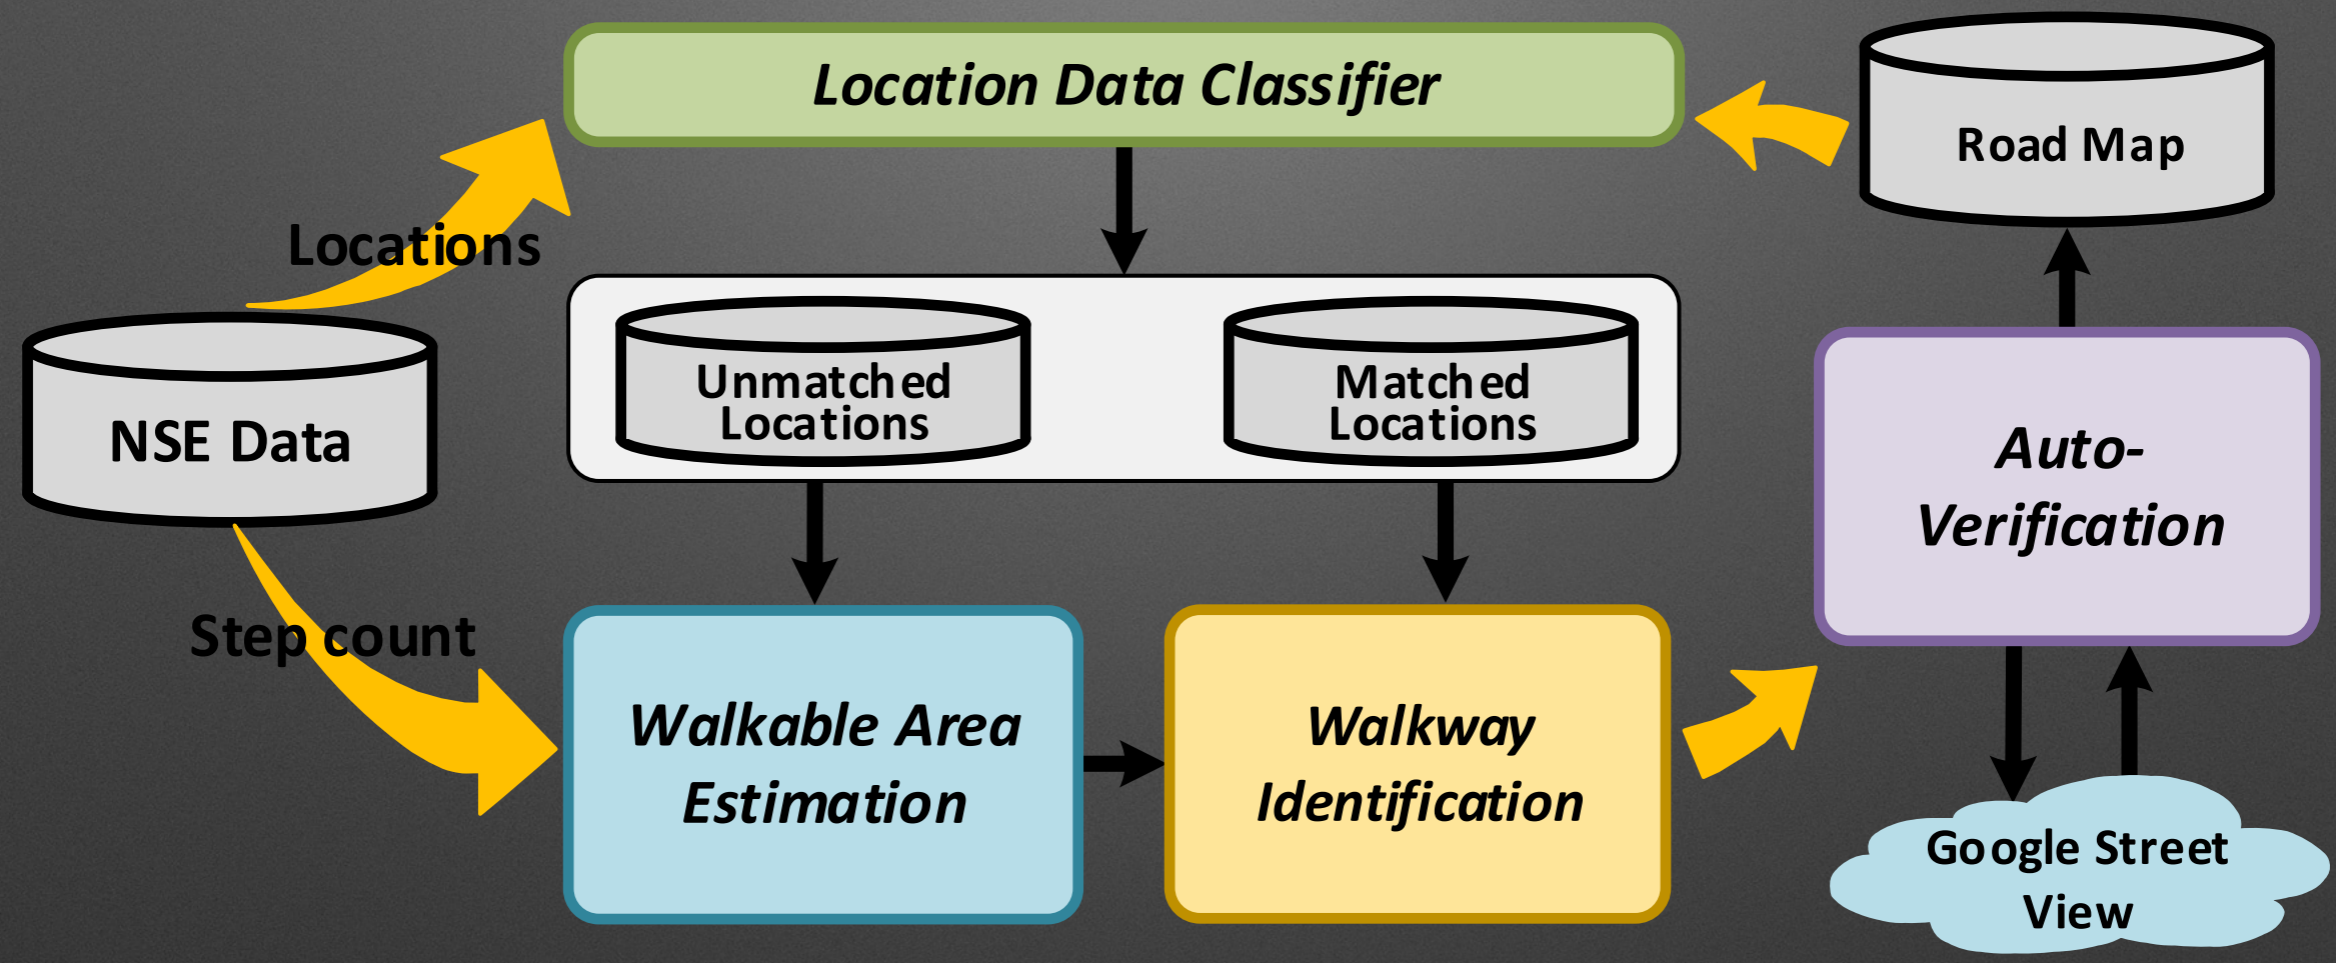 Location Data Classifier
Road Map
Locations
NSE Data
Unmatched
Locations
Matched
Locations
Auto-
Verification
Step count
Walkable Area
Estimation
Walkway
Identification
Google Street
View